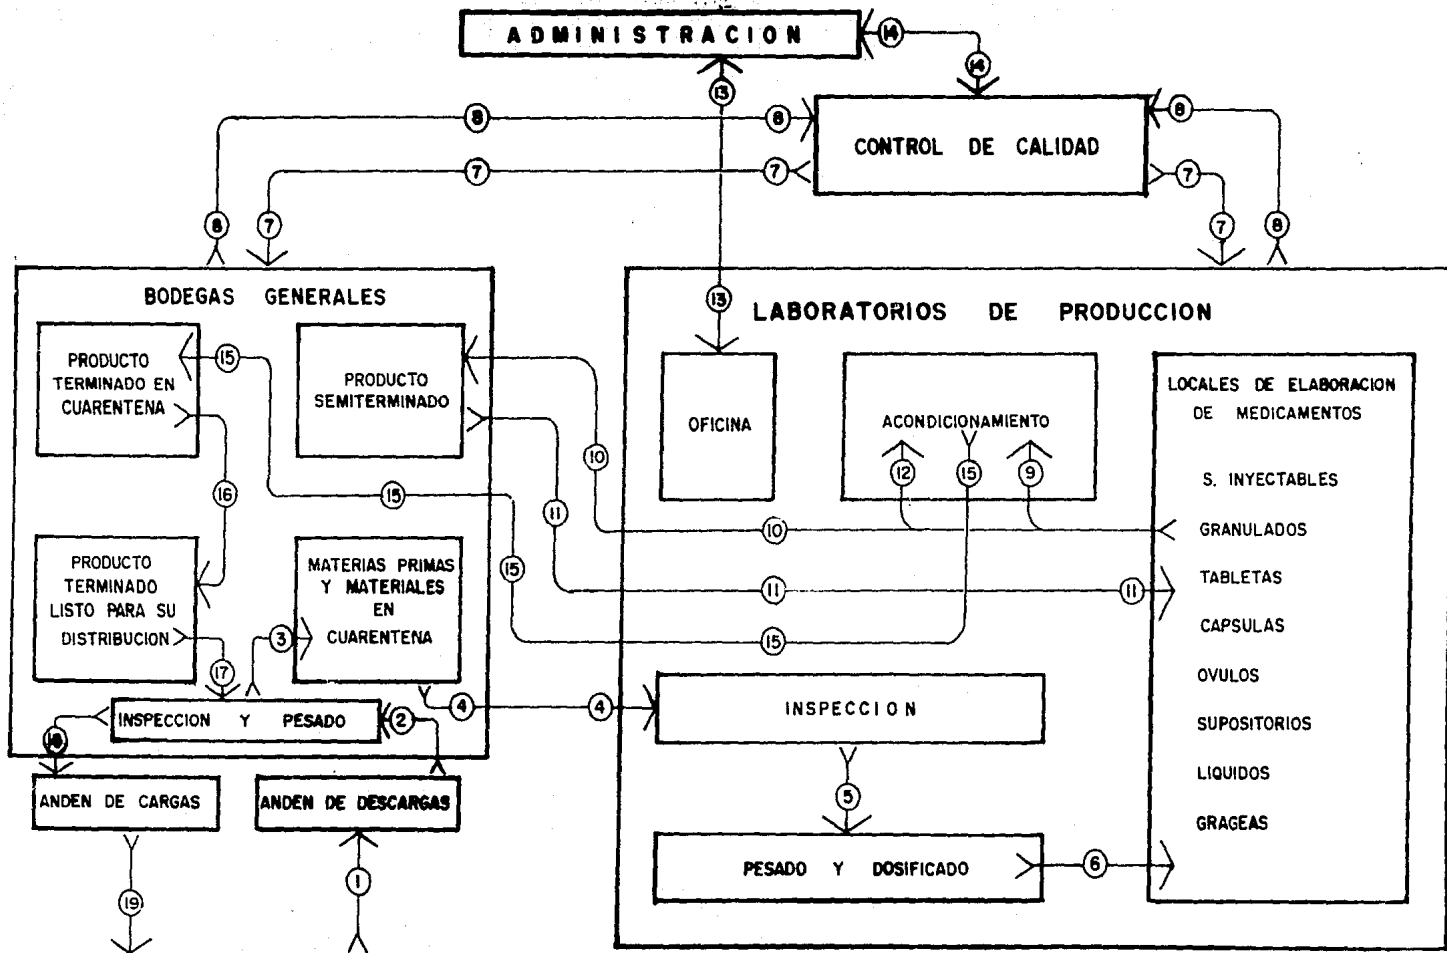 ADMINISTRACION
14
14
13
8
8
8
CONTROL DE CALIDAD
7
7
7
8
7
7
8
BODEGAS GENERALES
13
LABORATORIOS DE PRODUCCION
PRODUCTO
TERMINADO EN
CUARENTENA
15
PRODUCTO
SEMITERMINADO
OFICINA
ACONDICIONAMIENTO
LOCALES DE ELABORACION
DE MEDICAMENTOS
10
12
15
9
S. INYECTABLES
16
15
11
10
GRANULADOS
PRODUCTO
TERMINADO
LISTO PARA SU
DISTRIBUCION
MATERIAS PRIMAS
Y MATERIALES
EN
CUARENTENA
15
TABLETAS
11
11
CAPSULAS
3
15
17
OVULOS
4
4
INSPECCION
INSPECCION Y PESADO
2
SUPOSITORIOS
18
LIQUIDOS
ANDEN DE CARGAS
ANDEN DE DESCARGAS
5
GRAGEAS
PESADO Y DOSIFICADO
6
1
19